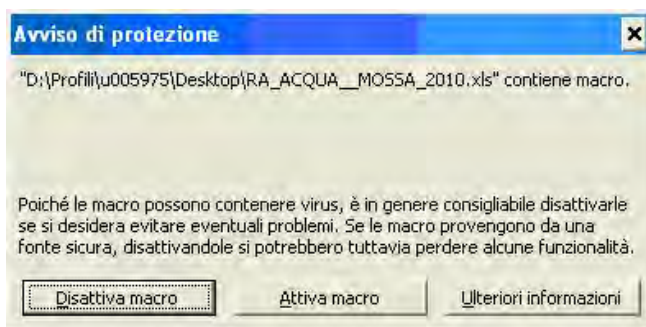 Avviso di protezione
"D:\Profili\u005975\Desktop\RA_ACQUA__MOSSA_2010.xls" contiene macro.
Poiché le macro possono contenere virus, è in genere consigliabile disattivarle
se si desidera evitare eventuali problemi. Se le macro provengono da una
fonte sicura, disattivandole si potrebbero tuttavia perdere alcune funzionalità.
Disattiva macro Attiva macro Ulteriori informazioni